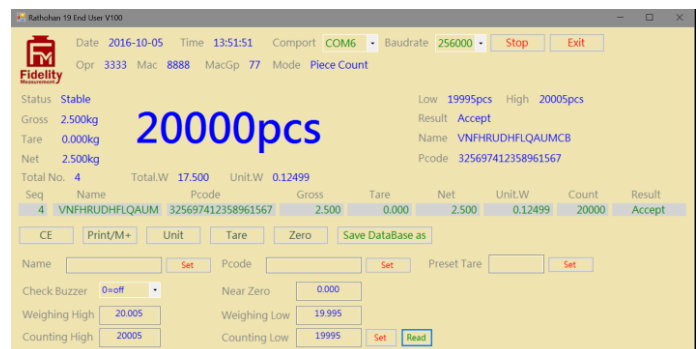 Rathohan 19 End User V100
Date 2016-10-05 Time 13:51:51 Comport COM6 Baudrate 256000 Stop Exit
Opr 3333 Mac 8888 MacGp 77 Mode Piece Count
FM
Fidelity
Measurement
Status Stable
Gross 2.500kg
Tare 0.000kg
Net 2.500kg
20000pcs
Low 19995pcs High 20005pcs
Result Accept
Name VNFHRUDHFLQAUMCB
Pcode 325697412358961567
Total No. 4 Total.W 17.500 Unit.W 0.12499
Seq Name Pcode Gross Tare Net Unit.W Count Result
4 VNFHRUDHFLQAUM 325697412358961567 2.500 0.000 2.500 0.12499 20000 Accept
CE Print/M+ Unit Tare Zero Save DataBase as
Name Set Pcode Set Preset Tare Set
Check Buzzer 0=off Near Zero 0.000
Weighing High 20.005 Weighing Low 19.995
Counting High 20005 Counting Low 19995 Set Read